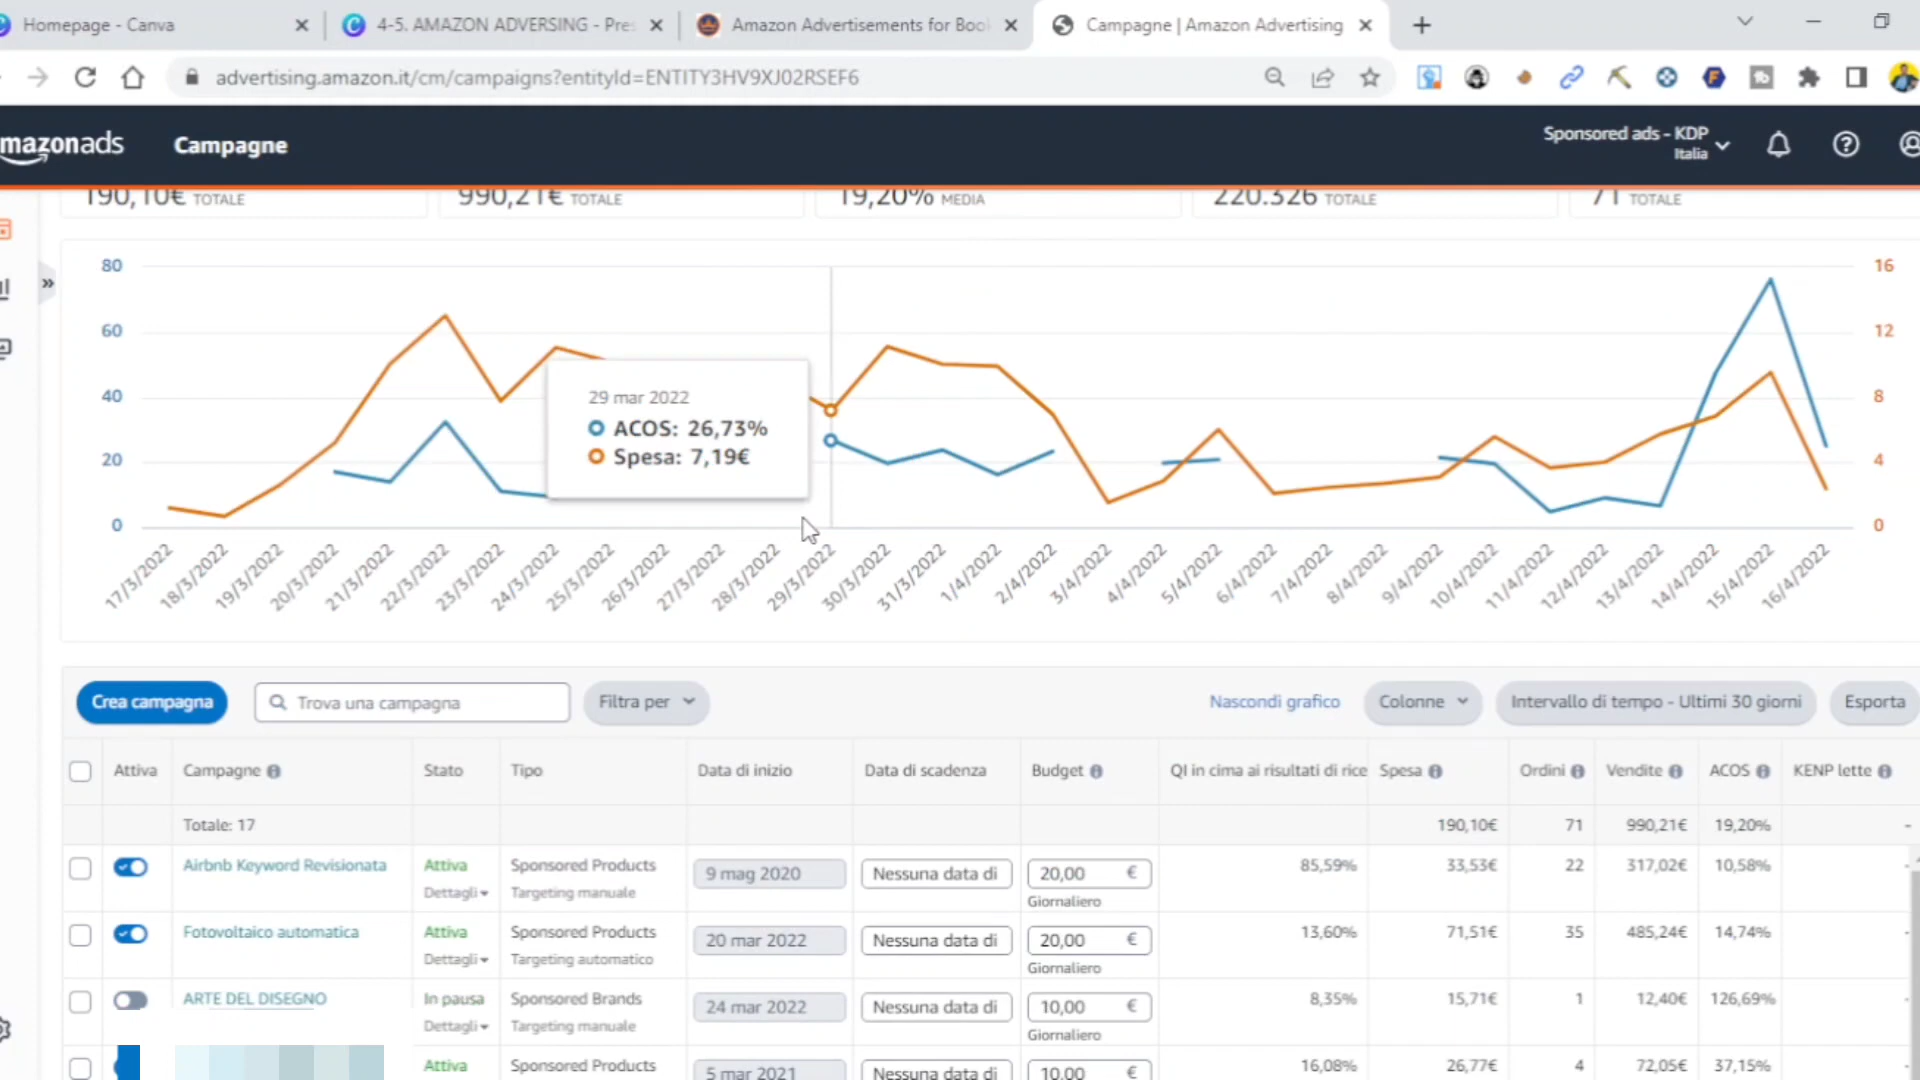 Homepage - Canva
4-5. AMAZON ADVERSING - Pres
Amazon Advertisements for Book
Campagne | Amazon Advertising
advertising.amazon.it/cm/campaigns?entityId=ENTITY3HV9XJ02RSEF6
mazonads
Campagne
Sponsored ads - KDP
Italia
190,10€ TOTALE
990,21€ TOTALE
19,20% MEDIA
220.326 TOTALE
71 TOTALE
80
60
40
20
0
16
12
8
4
0
29 mar 2022
ACOS: 26,73%
Spesa: 7,19€
17/3/2022
18/3/2022
19/3/2022
20/3/2022
21/3/2022
22/3/2022
23/3/2022
24/3/2022
25/3/2022
26/3/2022
27/3/2022
28/3/2022
29/3/2022
30/3/2022
31/3/2022
1/4/2022
2/4/2022
3/4/2022
4/4/2022
5/4/2022
6/4/2022
7/4/2022
8/4/2022
9/4/2022
10/4/2022
11/4/2022
12/4/2022
13/4/2022
14/4/2022
15/4/2022
16/4/2022
Crea campagna
Trova una campagna
Filtra per
Nascondi grafico
Colonne
Intervallo di tempo - Ultimi 30 giorni
Esporta
Attiva Campagne Stato Tipo Data di inizio Data di scadenza Budget QI in cima ai risultati di rice Spesa Ordini Vendite ACOS KENP lette
Totale: 17 190,10€ 71 990,21€ 19,20% -
Airbnb Keyword Revisionata Attiva Sponsored Products 9 mag 2020 Nessuna data di 20,00 € 85,59% 33,53€ 22 317,02€ 10,58% -
Dettagli Targeting manuale Giornaliero
Fotovoltaico automatica Attiva Sponsored Products 20 mar 2022 Nessuna data di 20,00 € 13,60% 71,51€ 35 485,24€ 14,74% -
Dettagli Targeting automatico Giornaliero
ARTE DEL DISEGNO In pausa Sponsored Brands 24 mar 2022 Nessuna data di 10,00 € 8,35% 15,71€ 1 12,40€ 126,69% -
Dettagli Targeting manuale Giornaliero
Attiva Sponsored Products 5 mar 2021 Nessuna data di 10,00 € 16,08% 26,77€ 4 72,05€ 37,15% -